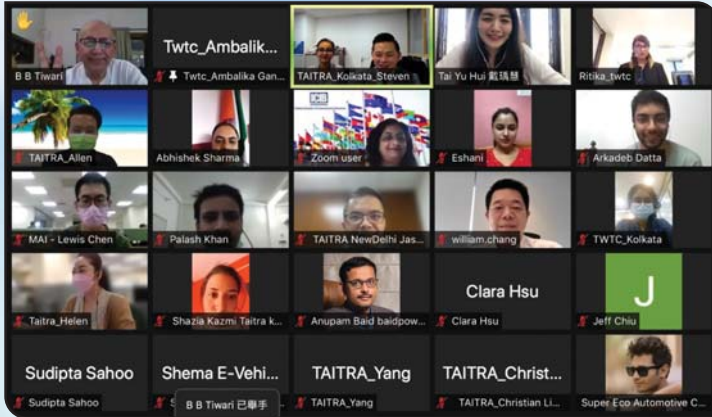 B B Tiwari
Twtc_Ambalik...
Twtc_Ambalika Gan...
TAITRA_Kolkata_Steven
Tai Yu Hui 戴瑀慧
Ritika_twtc
TAITRA_Allen
Abhishek Sharma
Zoom user
Eshani
Arkadeb Datta
MAI - Lewis Chen
Palash Khan
TAITRA NewDelhi Jas...
william.chang
TWTC_Kolkata
Taitra_Helen
Shazia Kazmi Taitra k...
Anupam Baid baidpow...
Clara Hsu
Clara Hsu
J
Jeff Chiu
Sudipta Sahoo
Sudipta Sahoo
Shema E-Vehi...
S
B B Tiwari 已舉手
TAITRA_Yang
TAITRA_Yang
TAITRA_Christ...
TAITRA_Christian Li...
Super Eco Automotive C...